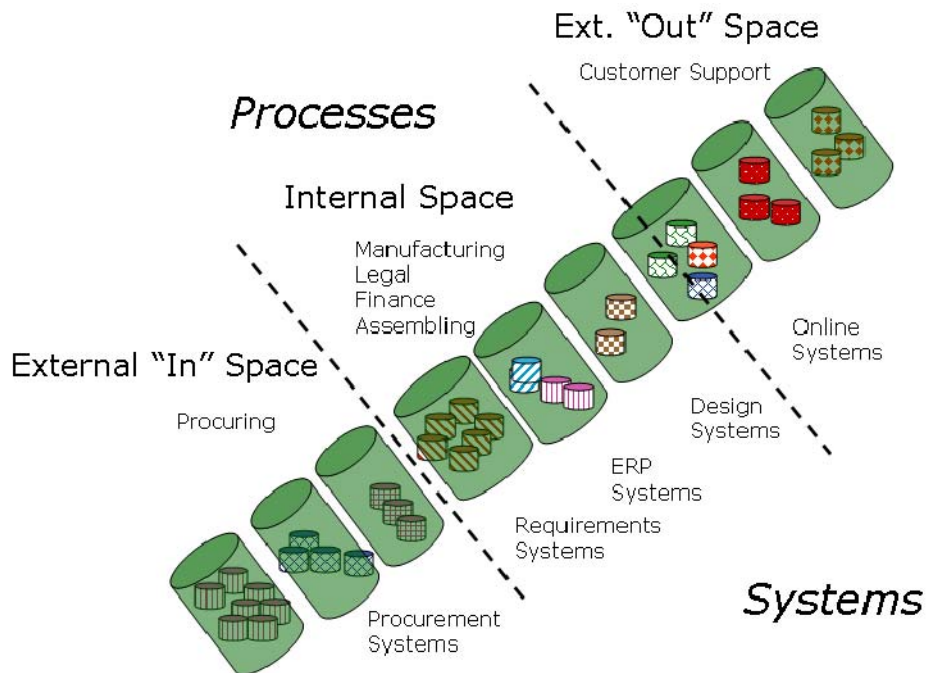 Ext. “Out” Space
Customer Support
Processes
Internal Space
Manufacturing
Legal
Finance
Assembling
External “In” Space
Procuring
Online
Systems
Design
Systems
ERP
Systems
Requirements
Systems
Procurement
Systems
Systems